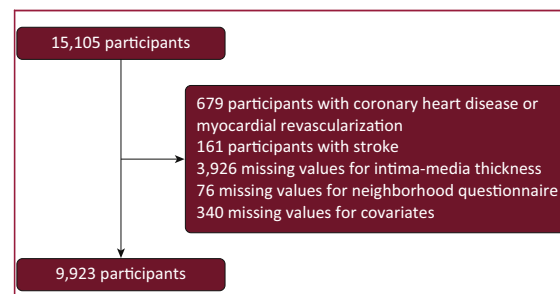 15,105 participants
679 participants with coronary heart disease or
myocardial revascularization
161 participants with stroke
3,926 missing values for intima-media thickness
76 missing values for neighborhood questionnaire
340 missing values for covariates
9,923 participants